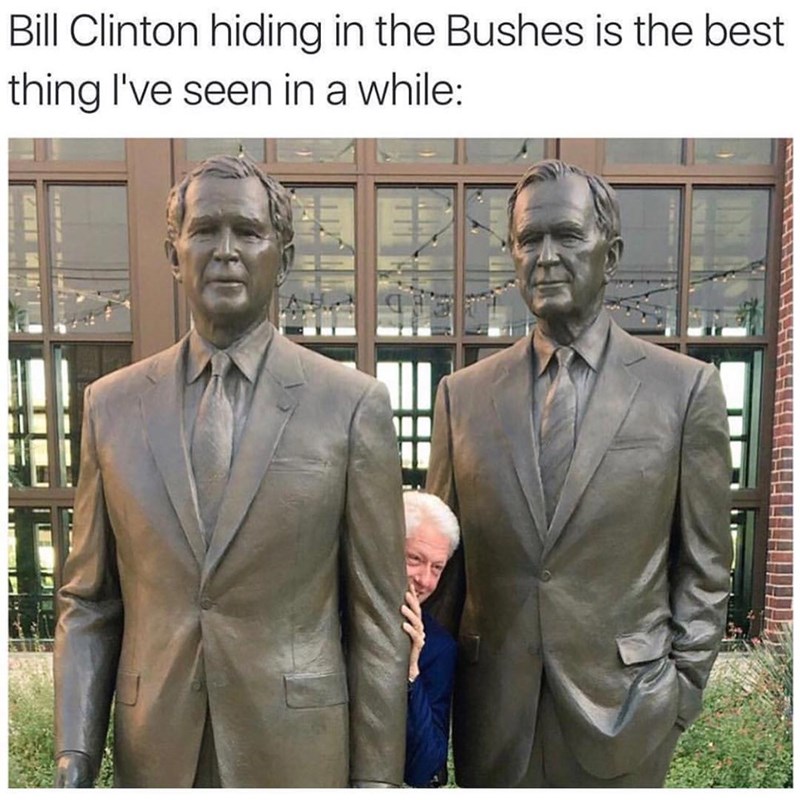 Bill Clinton hiding in the Bushes is the best
thing I've seen in a while: